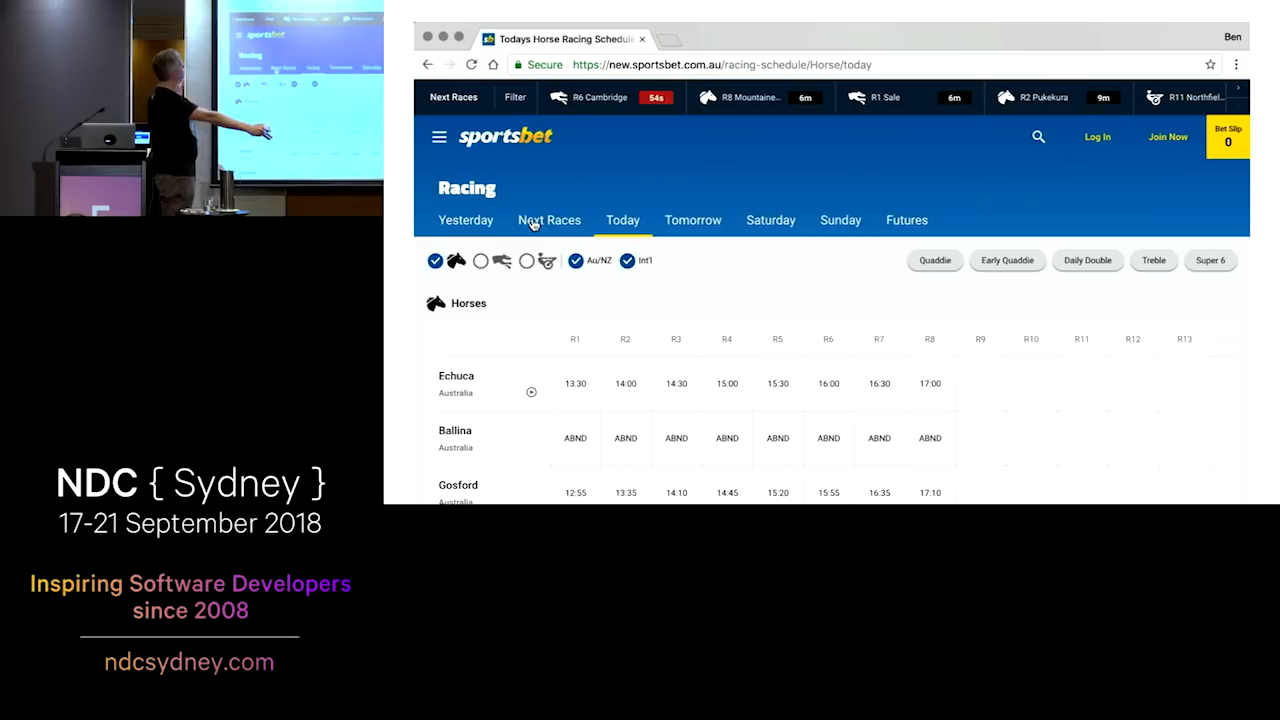 Todays Horse Racing Schedule
Ben
Secure https://new.sportsbet.com.au/racing-schedule/Horse/today
Next Races Filter R6 Cambridge 54s R8 Mountaine... 6m R1 Sale 6m R2 Pukekura 9m R11 Northfiel...
sportsbet Log In Join Now Bet Slip 0
Racing
Yesterday Next Races Today Tomorrow Saturday Sunday Futures
Au/NZ Int'l Quaddie Early Quaddie Daily Double Treble Super 6
Horses
R1 R2 R3 R4 R5 R6 R7 R8 R9 R10 R11 R12 R13
Echuca 13:30 14:00 14:30 15:00 15:30 16:00 16:30 17:00
Australia
Ballina ABND ABND ABND ABND ABND ABND ABND ABND
Australia
Gosford 12:55 13:35 14:10 14:45 15:20 15:55 16:35 17:10
Australia
NDC { Sydney }
17-21 September 2018
Inspiring Software Developers
since 2008
ndcsydney.com